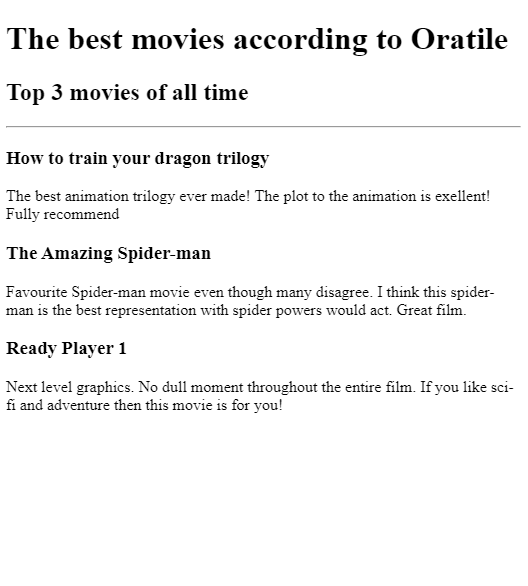 The best movies according to Oratile
Top 3 movies of all time
How to train your dragon trilogy
The best animation trilogy ever made! The plot to the animation is exellent!
Fully recommend
The Amazing Spider-man
Favourite Spider-man movie even though many disagree. I think this spider-
man is the best representation with spider powers would act. Great film.
Ready Player 1
Next level graphics. No dull moment throughout the entire film. If you like sci-
fi and adventure then this movie is for you!